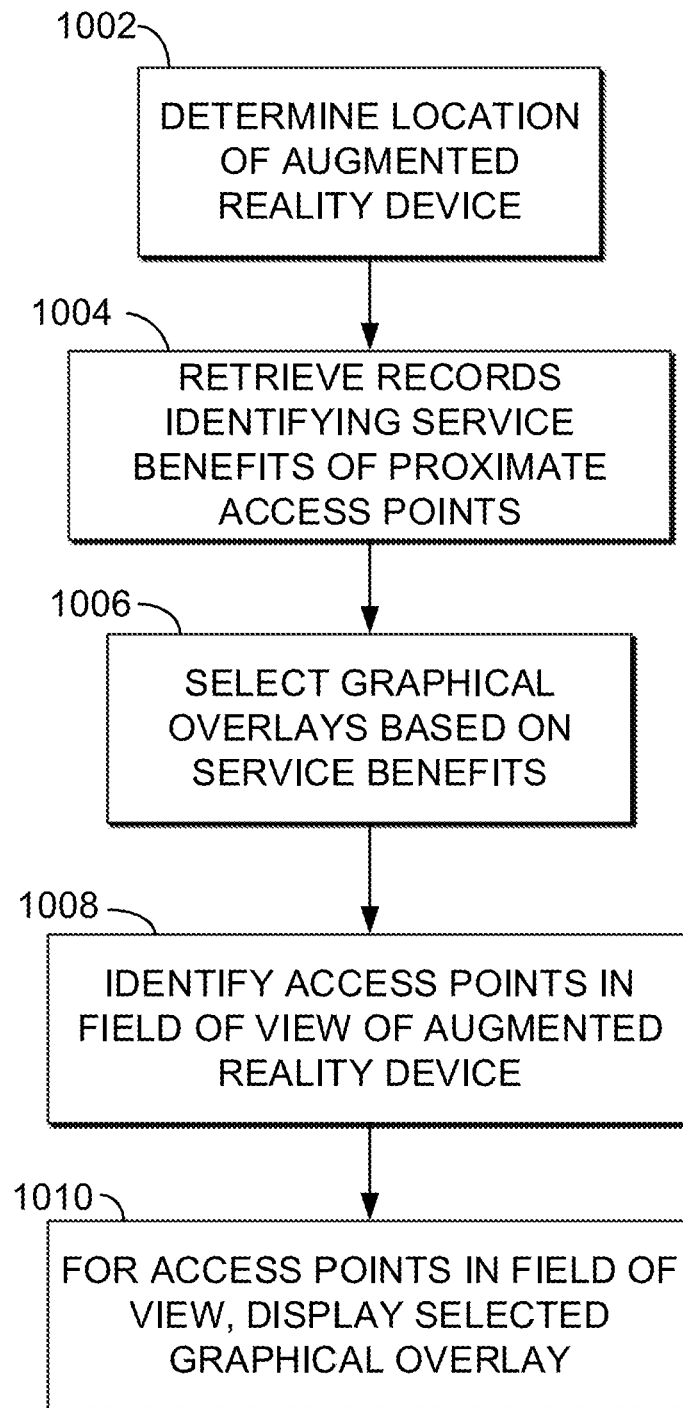 1002
DETERMINE LOCATION
OF AUGMENTED
REALITY DEVICE
1004
RETRIEVE RECORDS
IDENTIFYING SERVICE
BENEFITS OF PROXIMATE
ACCESS POINTS
1006
SELECT GRAPHICAL
OVERLAYS BASED ON
SERVICE BENEFITS
1008
IDENTIFY ACCESS POINTS IN
FIELD OF VIEW OF AUGMENTED
REALITY DEVICE
1010
FOR ACCESS POINTS IN FIELD OF
VIEW, DISPLAY SELECTED
GRAPHICAL OVERLAY